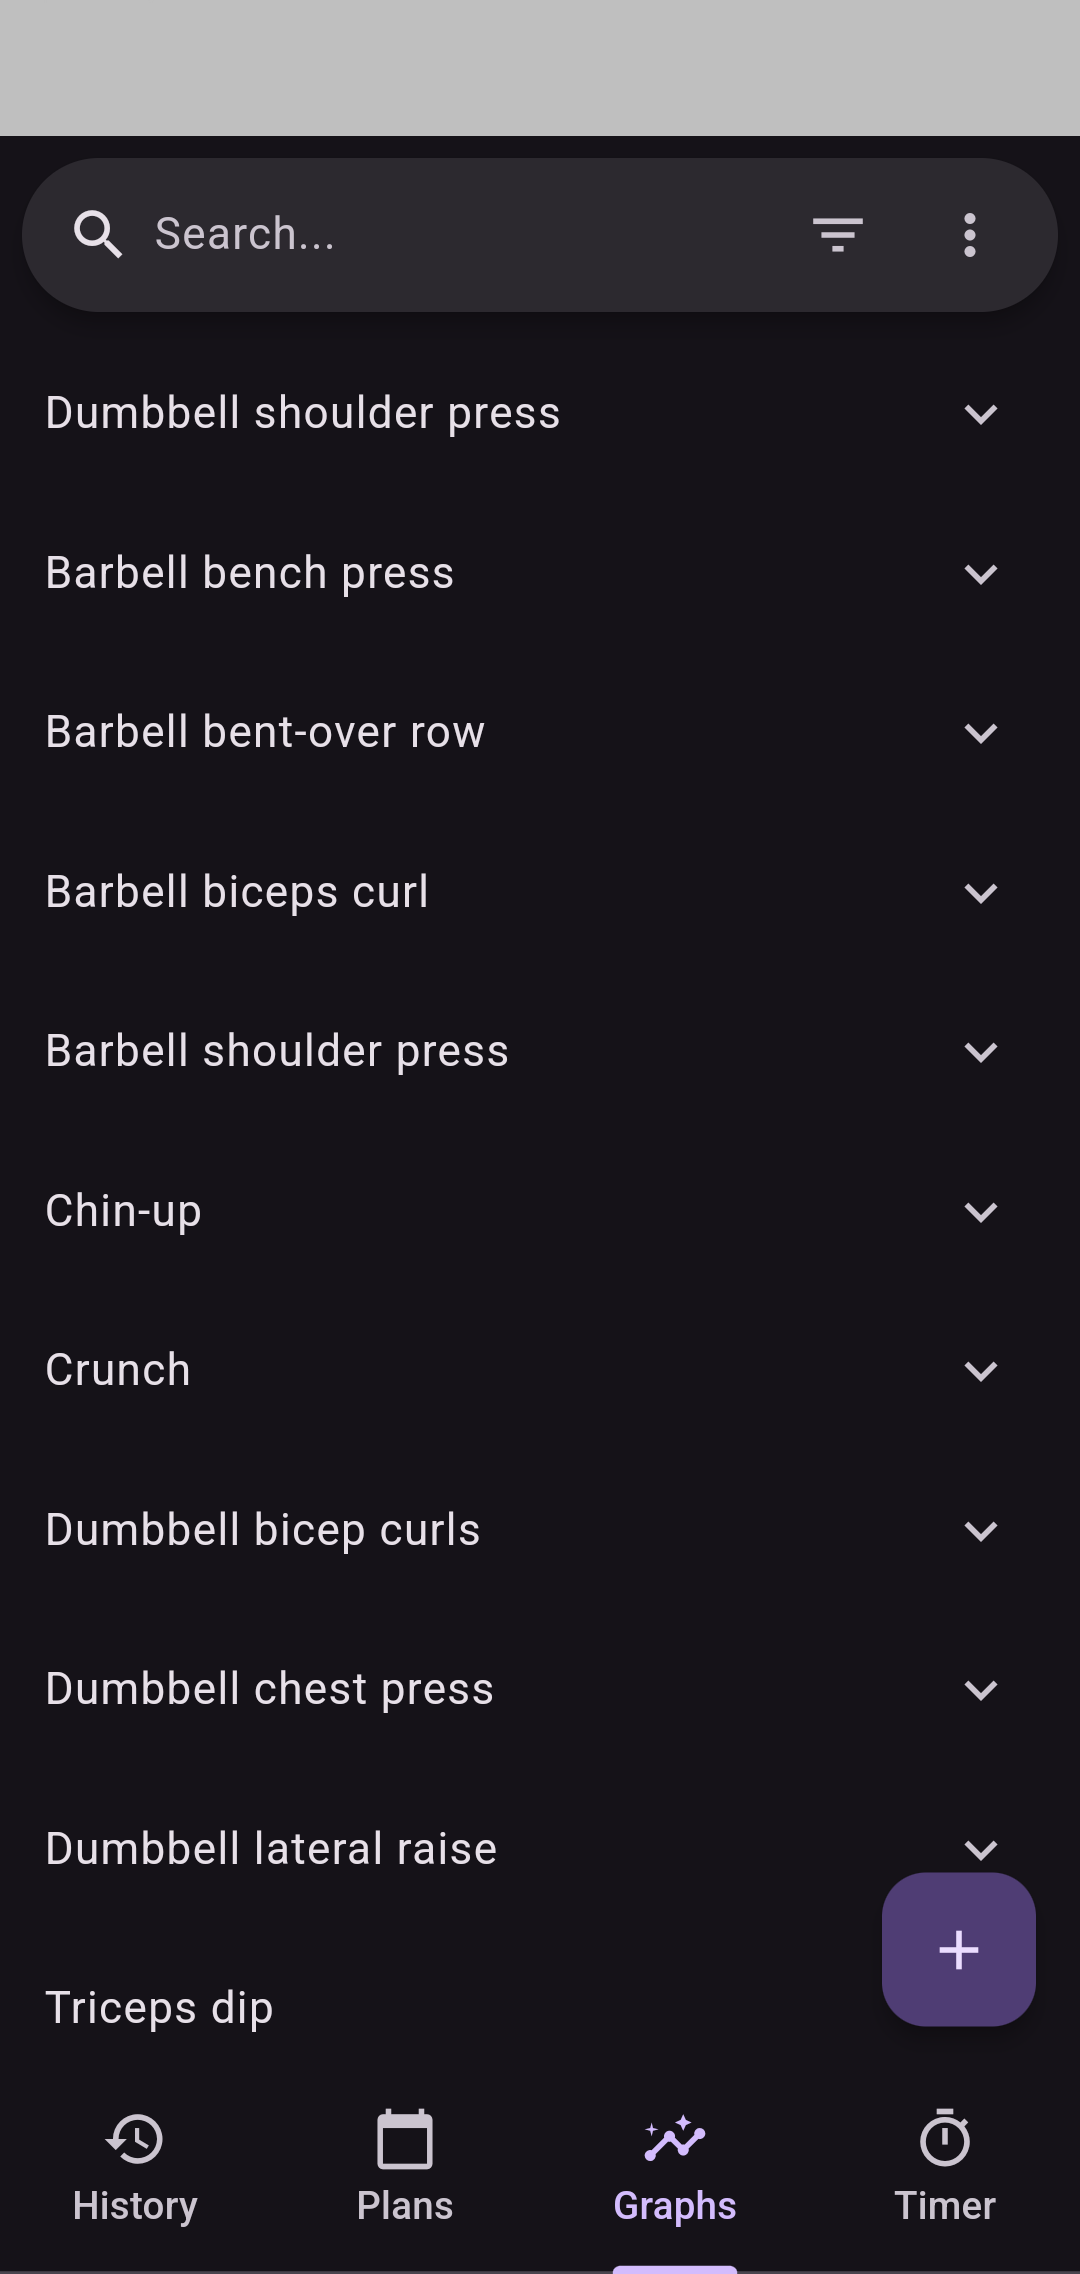 Search...
Dumbbell shoulder press
Barbell bench press
Barbell bent-over row
Barbell biceps curl
Barbell shoulder press
Chin-up
Crunch
Dumbbell bicep curls
Dumbbell chest press
Dumbbell lateral raise
Triceps dip
History
Plans
Graphs
Timer